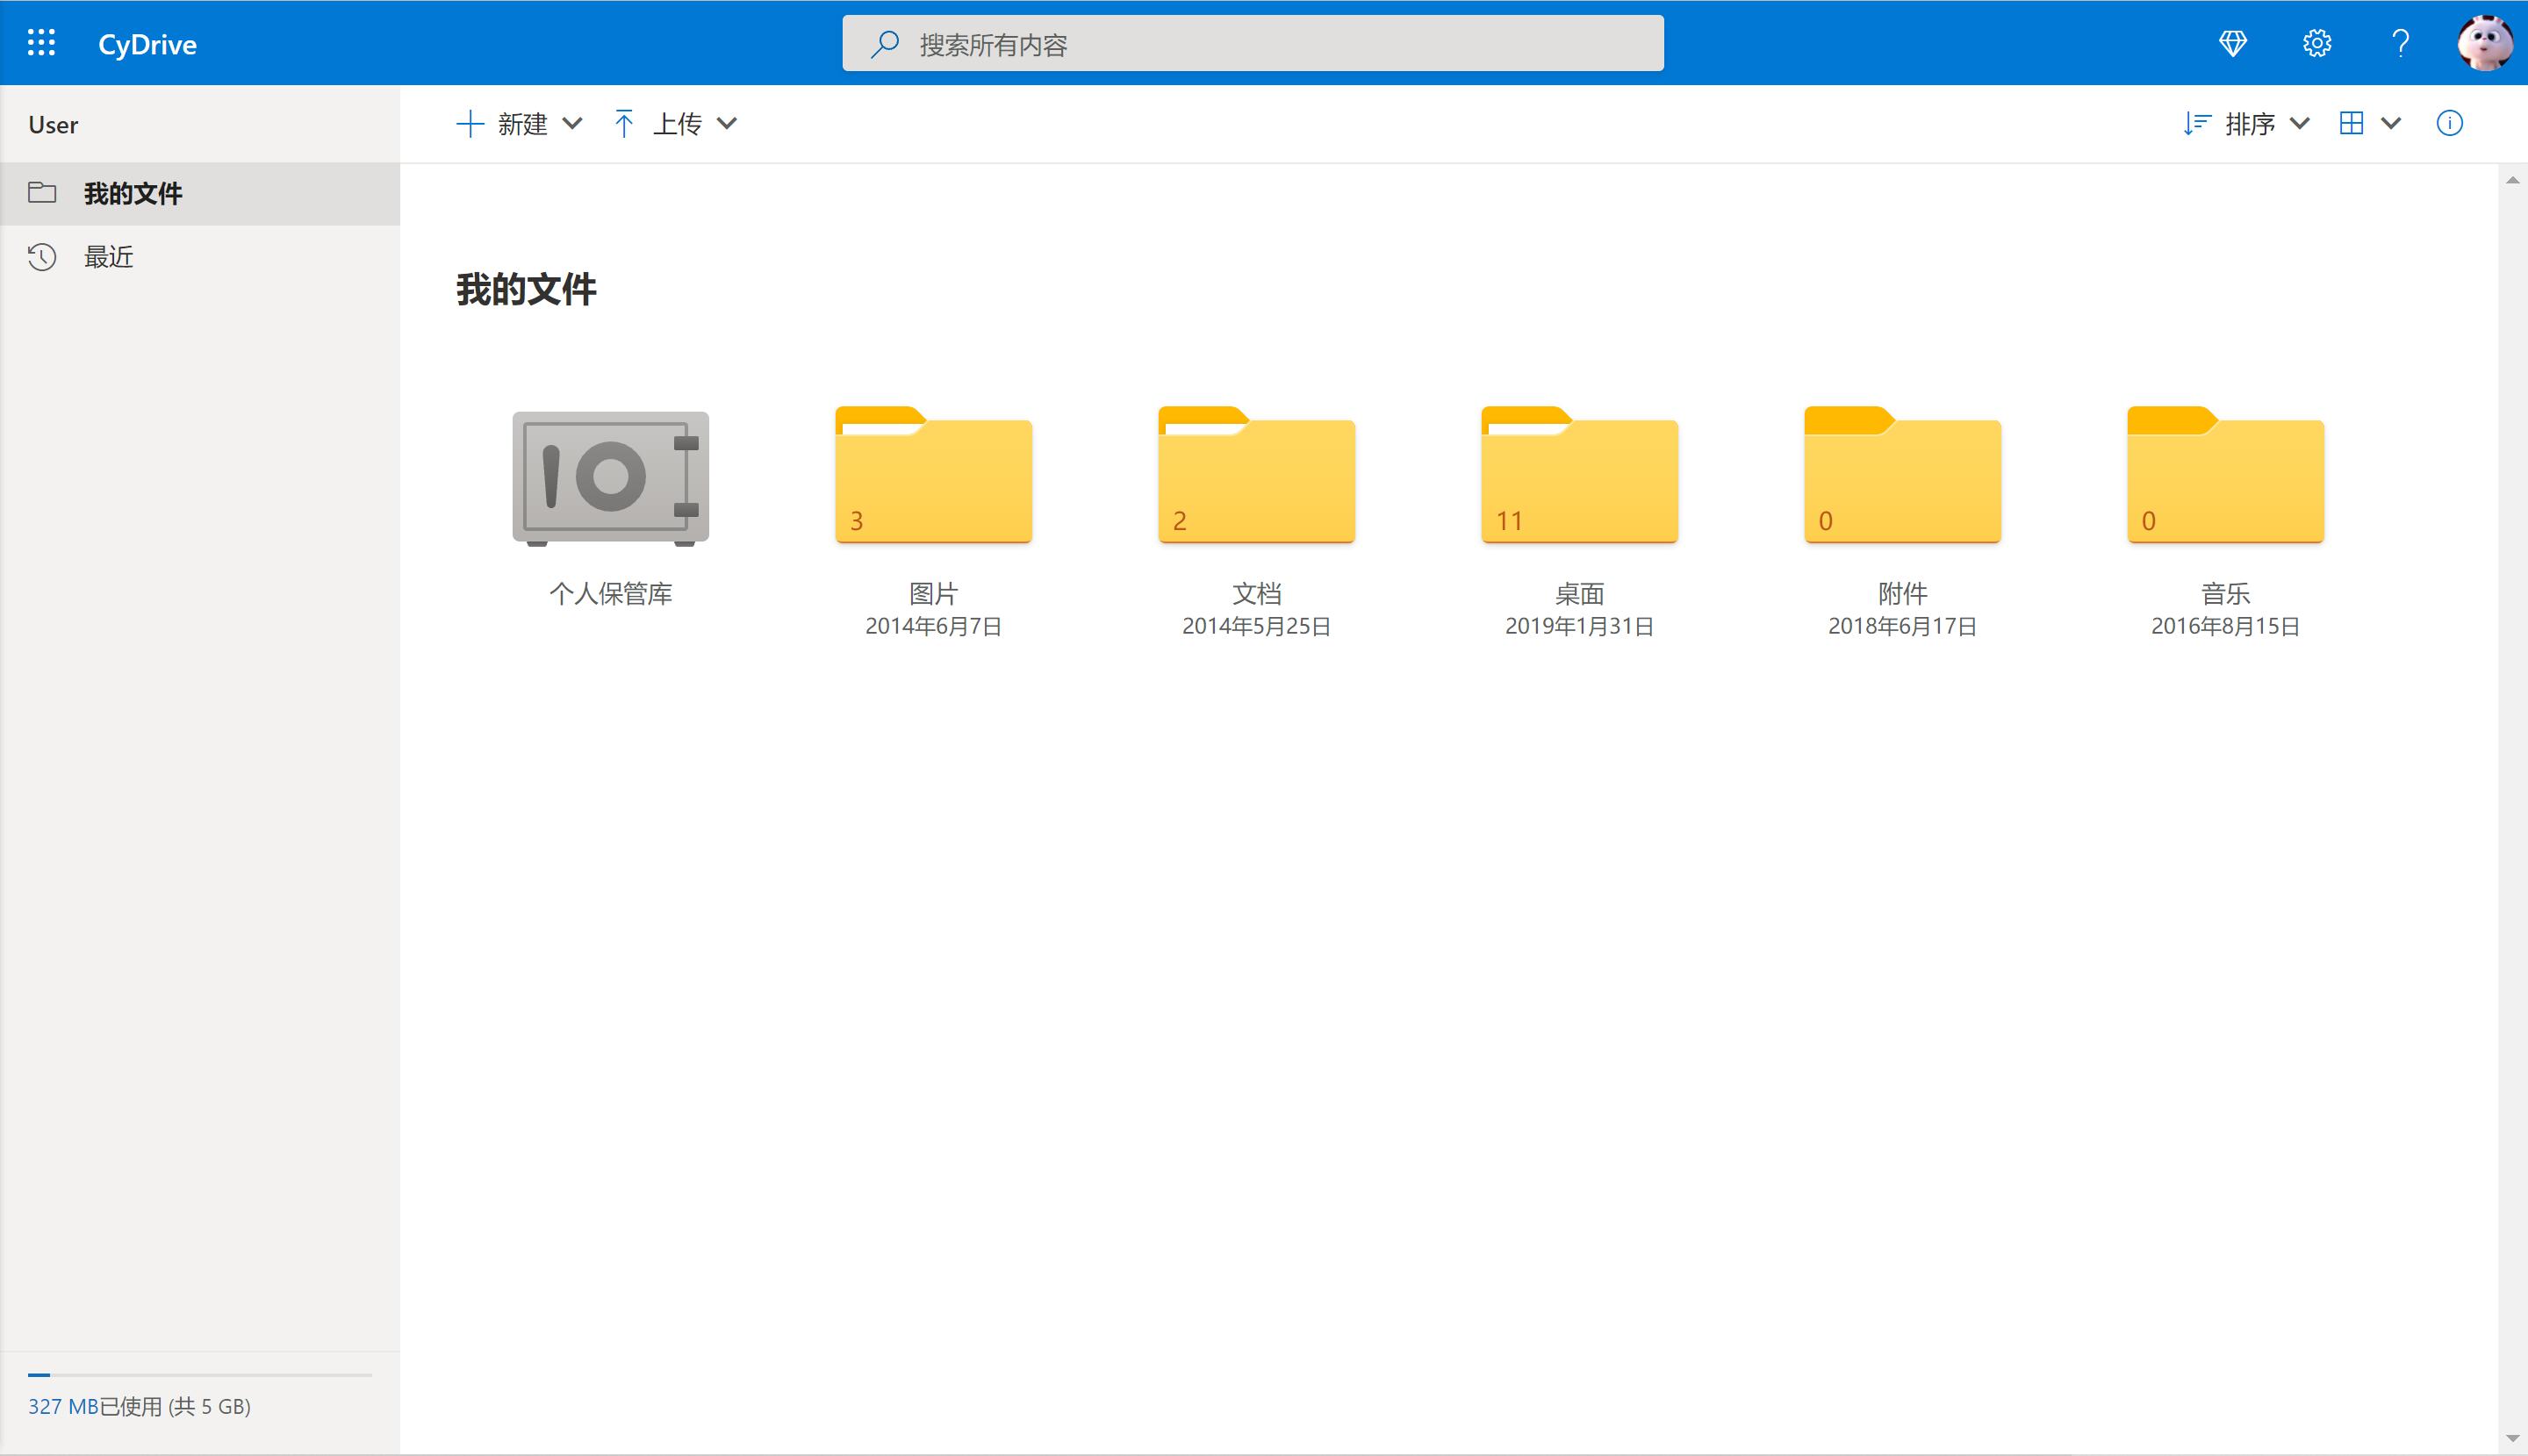 CyDrive
搜索所有内容
User
新建
上传
排序
我的文件
最近
我的文件
3
2
11
0
0
个人保管库
图片
文档
桌面
附件
音乐
2014年6月7日
2014年5月25日
2019年1月31日
2018年6月17日
2016年8月15日
327 MB已使用 (共 5 GB)